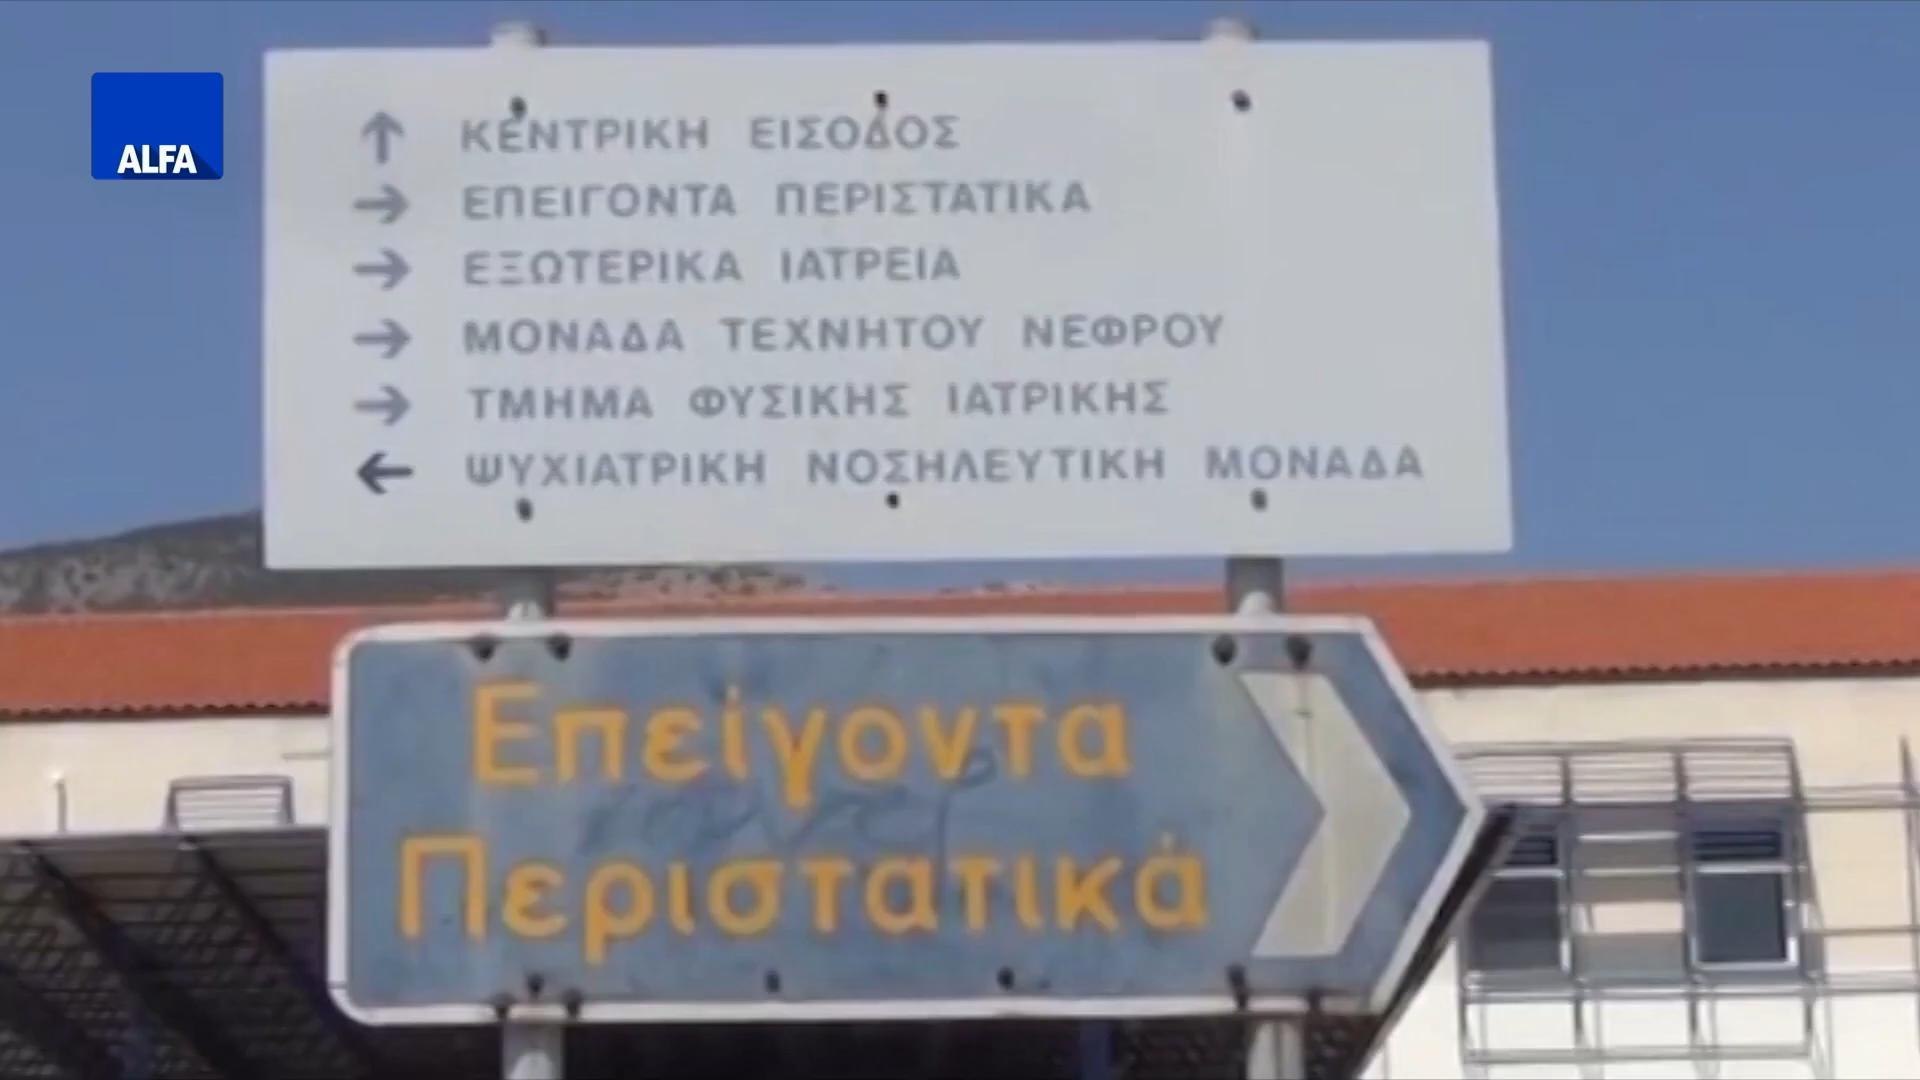 ALFA
ΚΕΝΤΡΙΚΗ ΕΙΣΟΔΟΣ
ΕΠΕΙΓΟΝΤΑ ΠΕΡΙΣΤΑΤΙΚΑ
ΕΞΩΤΕΡΙΚΑ ΙΑΤΡΕΙΑ
ΜΟΝΑΔΑ ΤΕΧΝΗΤΟΥ ΝΕΦΡΟΥ
ΤΜΗΜΑ ΦΥΣΙΚΗΣ ΙΑΤΡΙΚΗΣ
ΨΥΧΙΑΤΡΙΚΗ ΝΟΣΗΛΕΥΤΙΚΗ ΜΟΝΑΔΑ
Επείγοντα
Περιστατικά